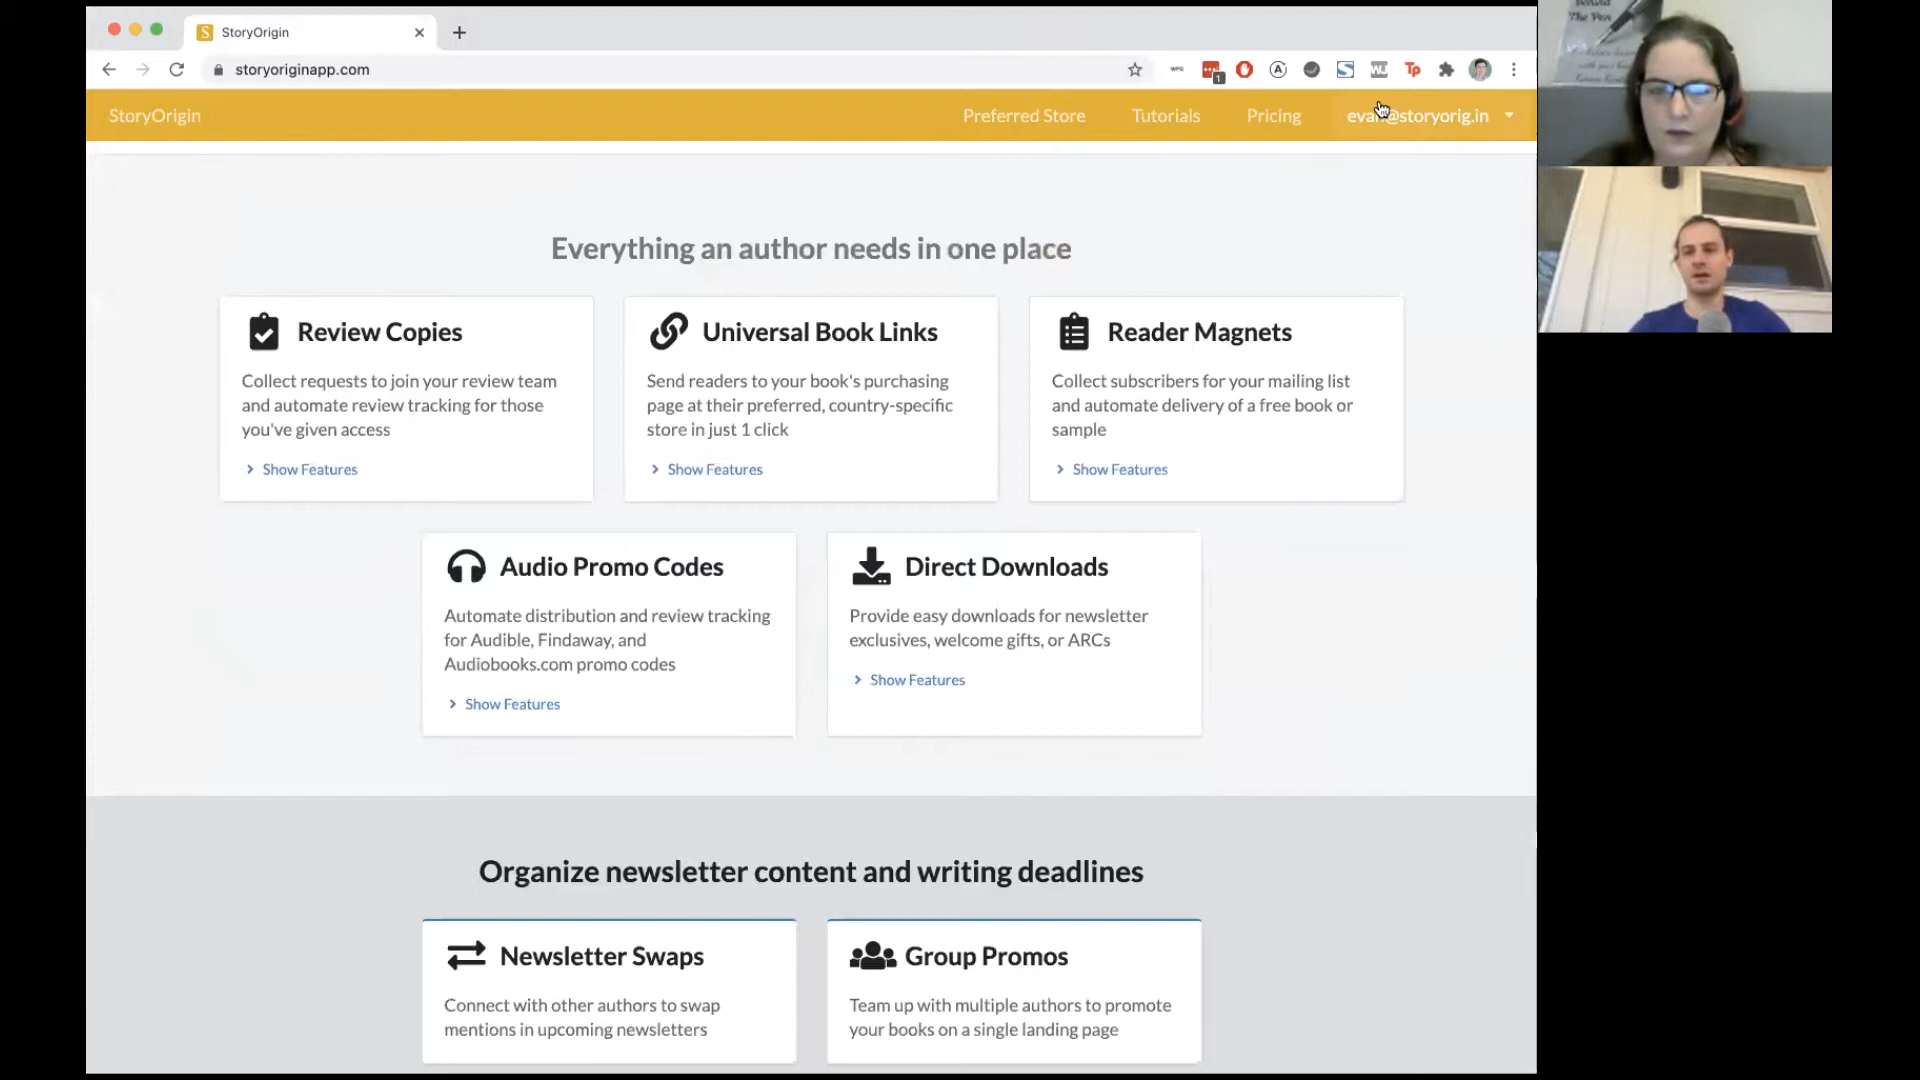 StoryOrigin
storyoriginapp.com
1
Tp
StoryOrigin
Preferred Store
Tutorials
Pricing
evan@storyorig.in
Everything an author needs in one place
Review Copies
Collect requests to join your review team
and automate review tracking for those
you've given access
Show Features
Universal Book Links
Send readers to your book's purchasing
page at their preferred, country-specific
store in just 1 click
Show Features
Reader Magnets
Collect subscribers for your mailing list
and automate delivery of a free book or
sample
Show Features
Audio Promo Codes
Automate distribution and review tracking
for Audible, Findaway, and
Audiobooks.com promo codes
Show Features
Direct Downloads
Provide easy downloads for newsletter
exclusives, welcome gifts, or ARCs
Show Features
Organize newsletter content and writing deadlines
Newsletter Swaps
Connect with other authors to swap
mentions in upcoming newsletters
Group Promos
Team up with multiple authors to promote
your books on a single landing page
The Pen